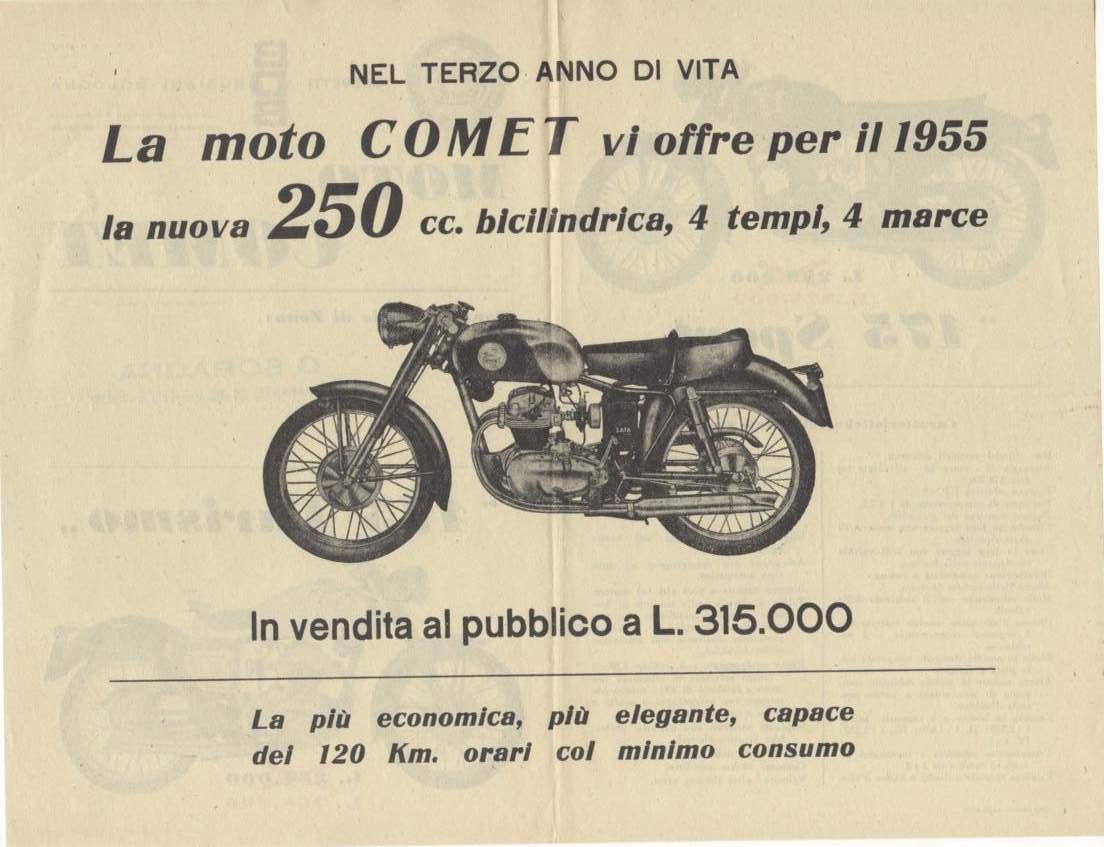 NEL TERZO ANNO DI VITA
La moto COMET vi offre per il 1955
la nuova 250 cc. bicilindrica, 4 tempi, 4 marce
SAFA
In vendita al pubblico a L. 315.000
La più economica, più elegante, capace
dei 120 Km. orari col minimo consumo